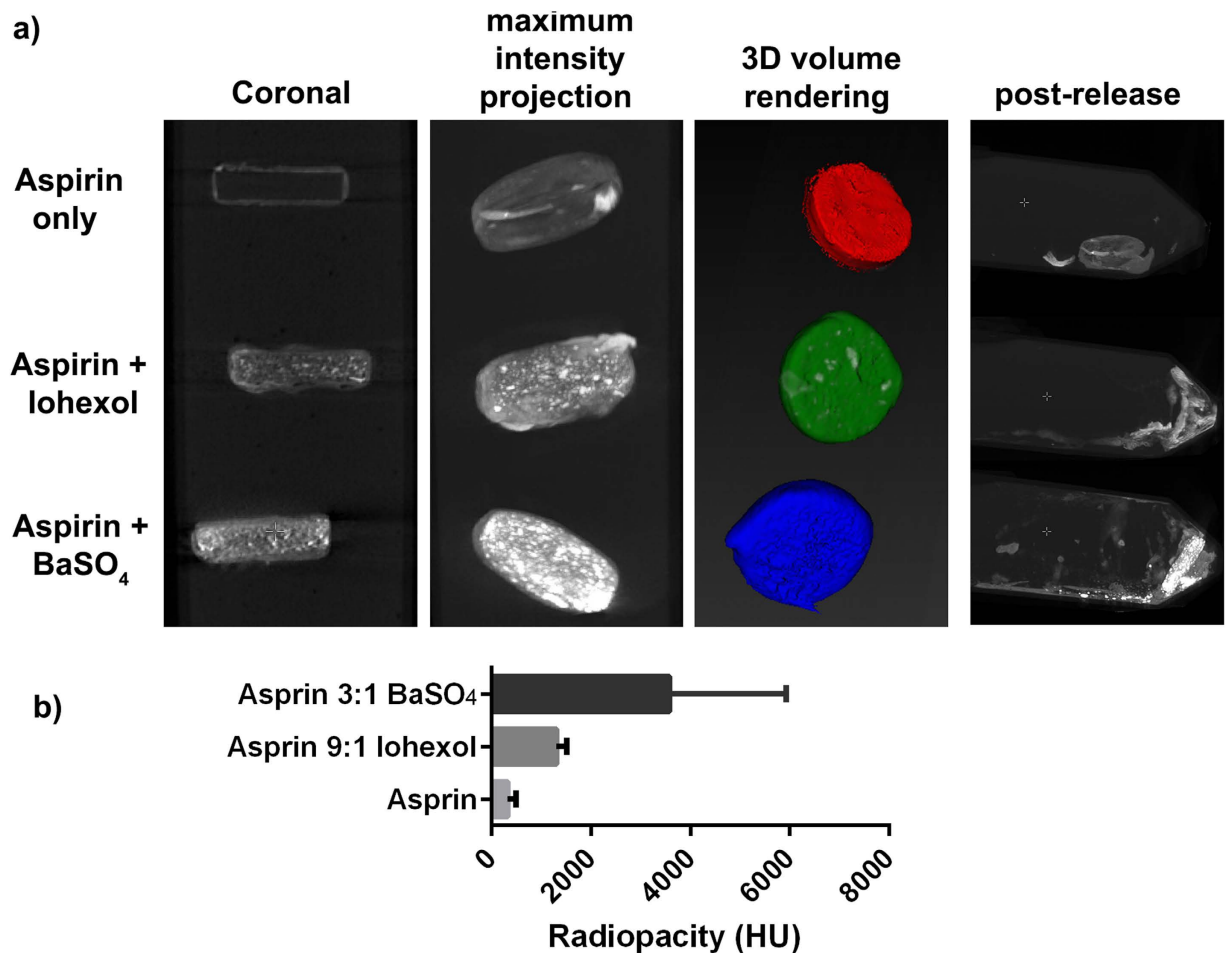 a)
Coronal
maximum
intensity
projection
3D volume
rendering
post-release
Aspirin
only
Aspirin +
Iohexol
Aspirin +
BaSO₄
b)
Asprin 3:1 BaSO₄
Asprin 9:1 Iohexol
Asprin
0
2000
4000
6000
8000
Radiopacity (HU)